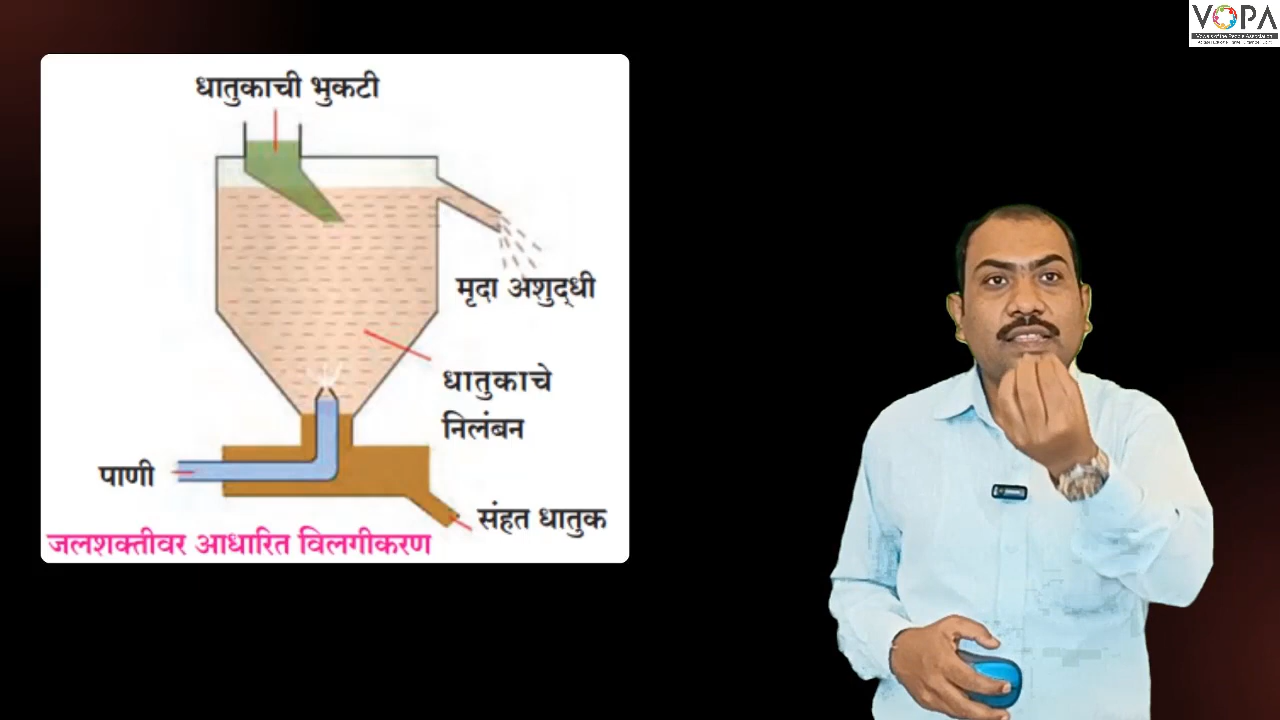 VOPA
धातुकाची भुकटी
मृदा अशुद्धी
धातुकाचे
निलंबन
पाणी
संहत धातुक
जलशक्तीवर आधारित विलगीकरण